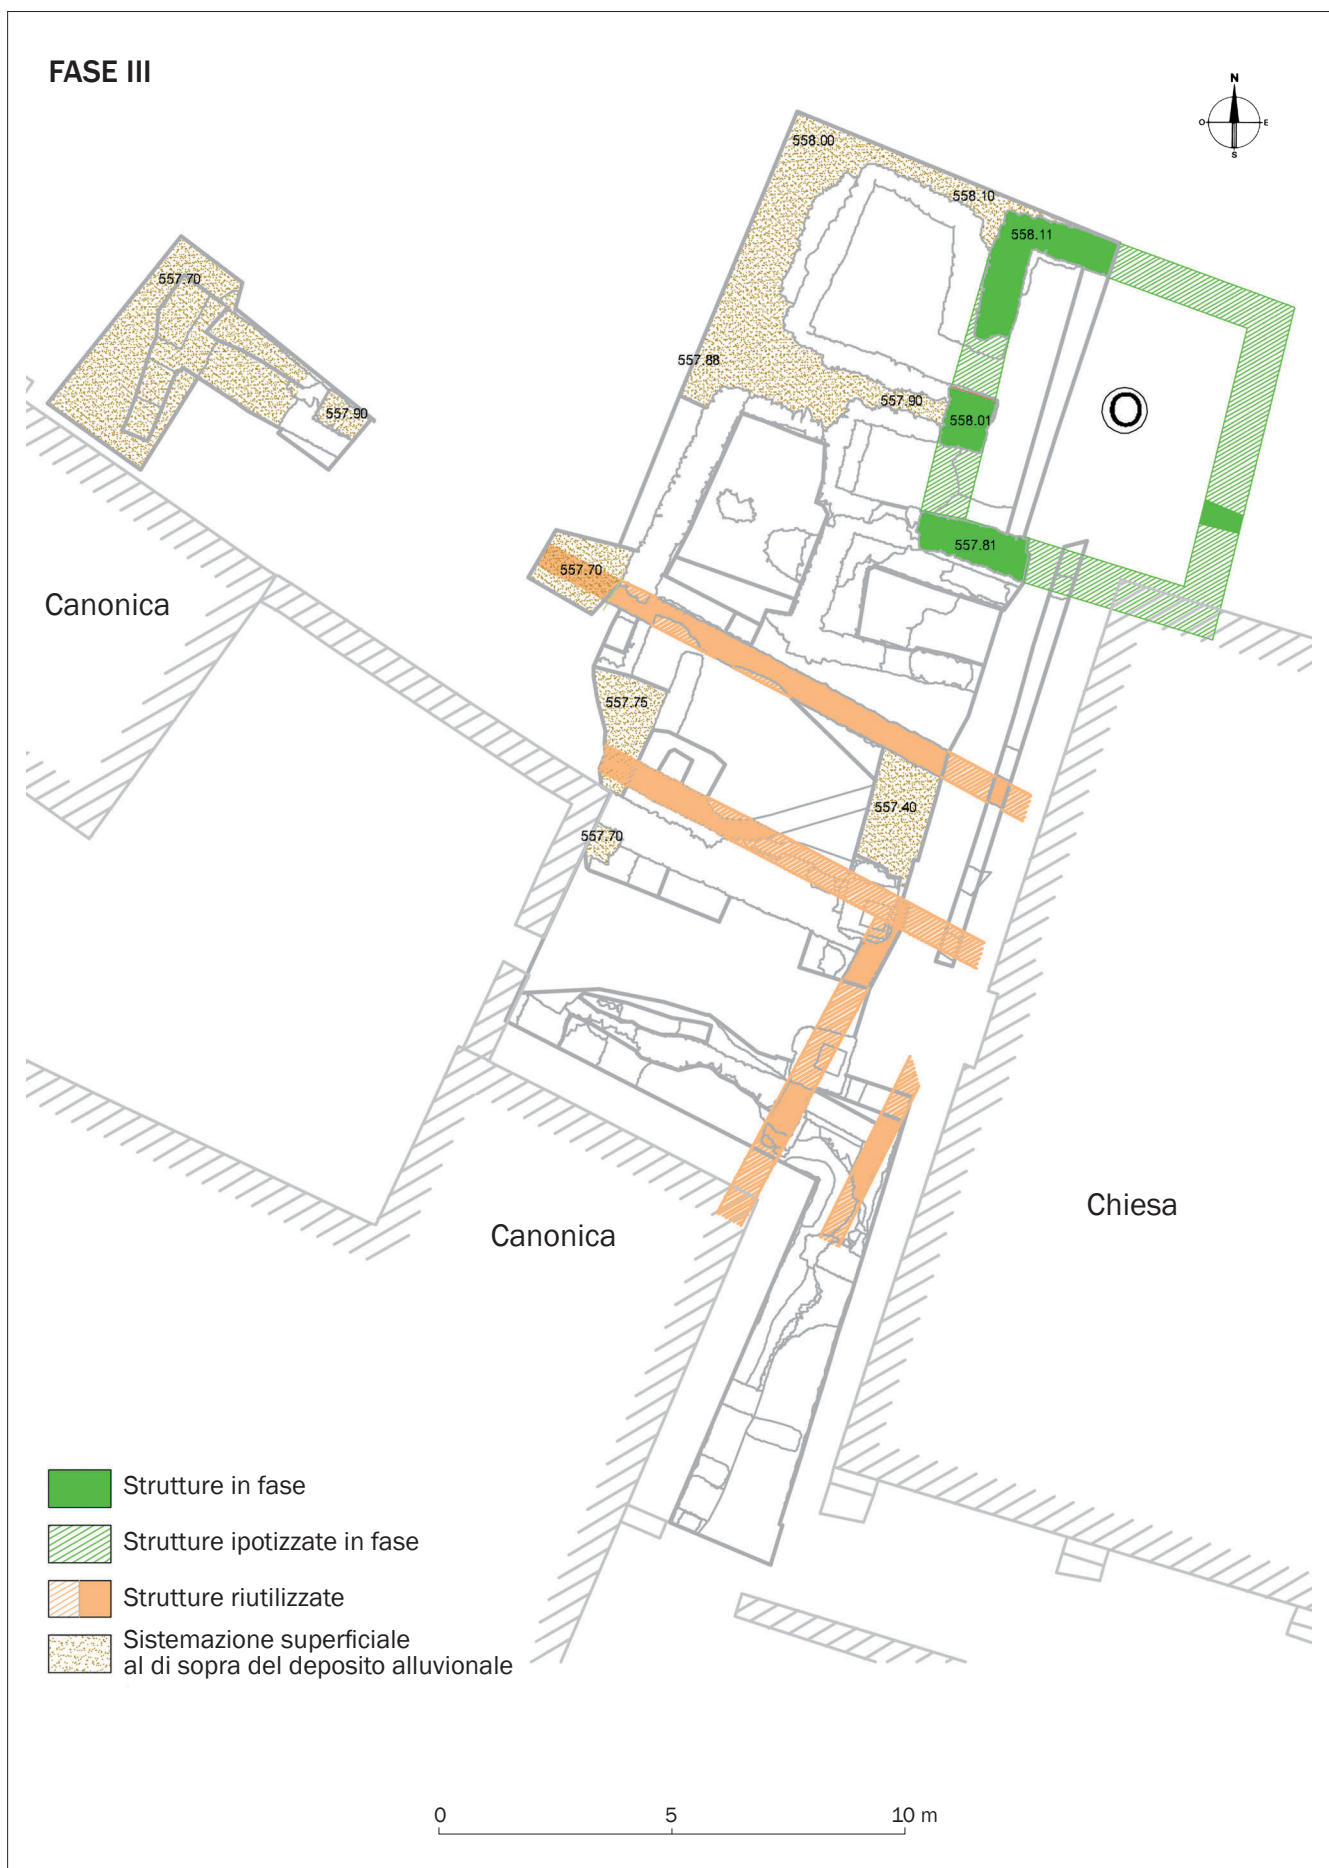 FASE III
N
O
E
S
558.00
558.10
558.11
557.70
557.88
557.90
557.90
558.01
O
557.81
557.70
Canonica
557.75
557.40
557.70
Chiesa
Canonica
Strutture in fase
Strutture ipotizzate in fase
Strutture riutilizzate
Sistemazione superficiale
al di sopra del deposito alluvionale
0 5 10 m